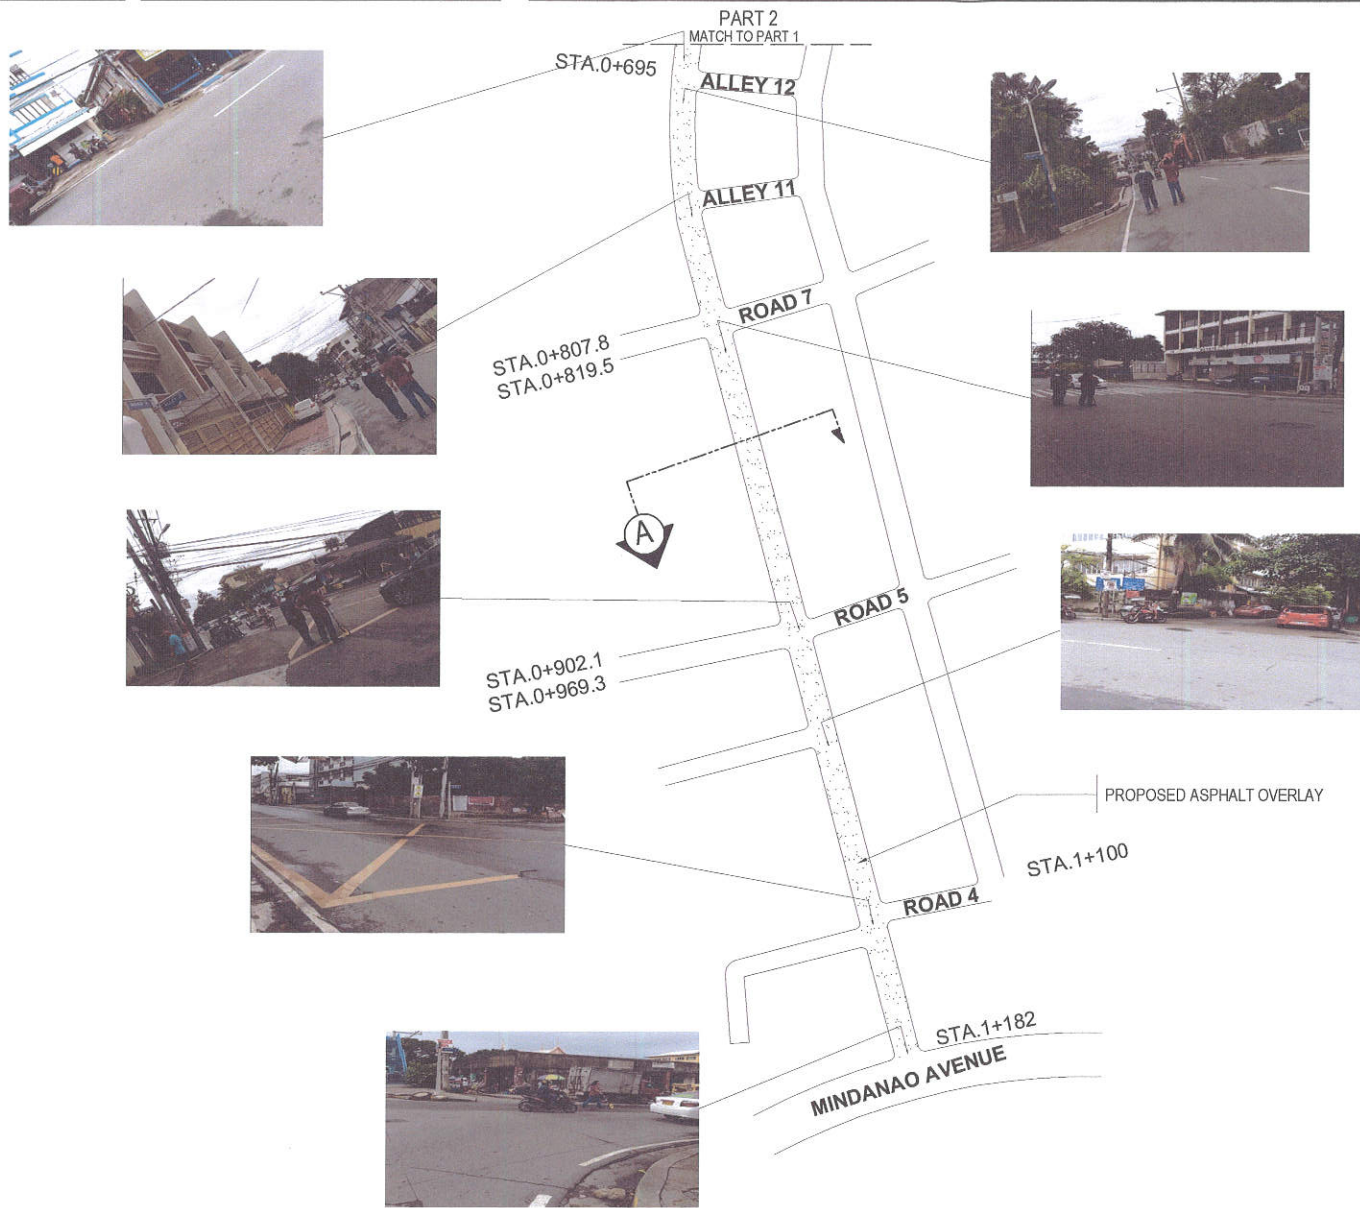 PART 2
MATCH TO PART 1
STA.0+695
ALLEY 12
ALLEY 11
ROAD 7
STA.0+807.8
STA.0+819.5
A
ROAD 5
STA.0+902.1
STA.0+969.3
PROPOSED ASPHALT OVERLAY
STA.1+100
ROAD 4
STA.1+182
MINDANAO AVENUE